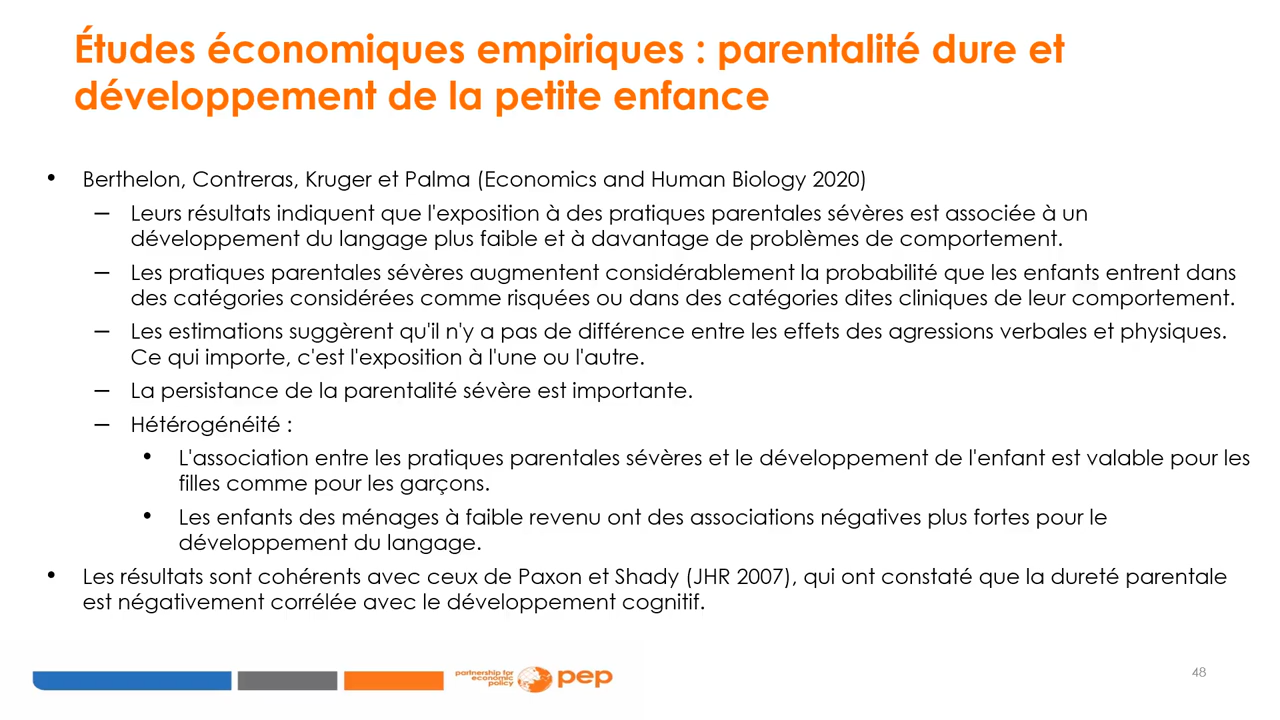 Études économiques empiriques : parentalité dure et
développement de la petite enfance
• Berthelon, Contreras, Kruger et Palma (Economics and Human Biology 2020)
– Leurs résultats indiquent que l'exposition à des pratiques parentales sévères est associée à un
développement du langage plus faible et à davantage de problèmes de comportement.
– Les pratiques parentales sévères augmentent considérablement la probabilité que les enfants entrent dans
des catégories considérées comme risquées ou dans des catégories dites cliniques de leur comportement.
– Les estimations suggèrent qu'il n'y a pas de différence entre les effets des agressions verbales et physiques.
Ce qui importe, c'est l'exposition à l'une ou l'autre.
– La persistance de la parentalité sévère est importante.
– Hétérogénéité :
• L'association entre les pratiques parentales sévères et le développement de l'enfant est valable pour les
filles comme pour les garçons.
• Les enfants des ménages à faible revenu ont des associations négatives plus fortes pour le
développement du langage.
• Les résultats sont cohérents avec ceux de Paxon et Shady (JHR 2007), qui ont constaté que la dureté parentale
est négativement corrélée avec le développement cognitif.
partnership for
economic
policy
pep
48